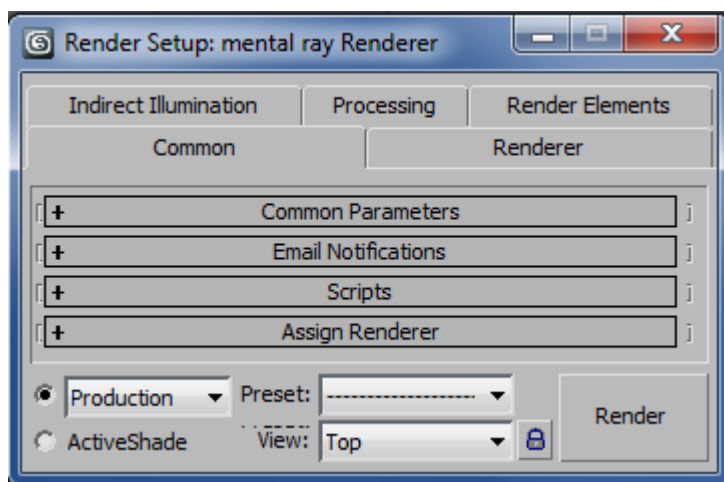 Render Setup: mental ray Renderer
Indirect Illumination Processing Render Elements
Common Renderer
+ Common Parameters
+ Email Notifications
+ Scripts
+ Assign Renderer
Production Preset: ----------------------
ActiveShade View: Top
Render